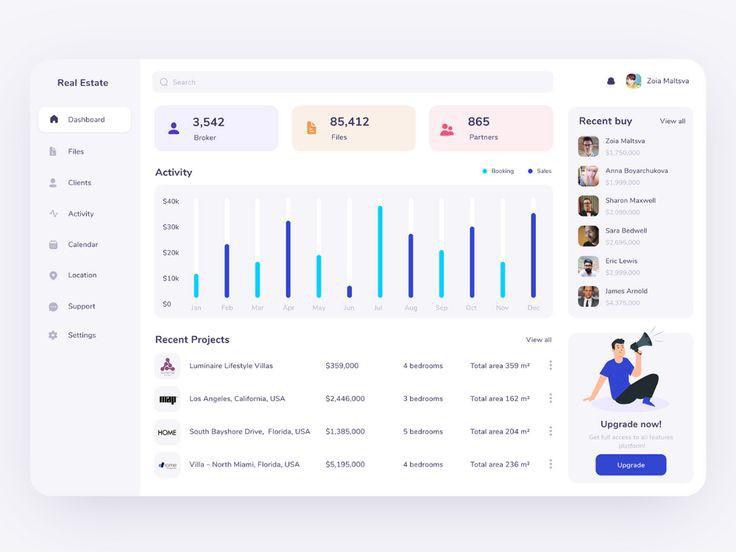 Real Estate
Dashboard
Files
Clients
Activity
Calendar
Location
Support
Settings
Search
Zoia Maltsva
3,542
Broker
85,412
Files
865
Partners
Activity
Booking
Sales
$40k
$30k
$20k
$10k
$0
Jan Feb Mar Apr May Jun Jul Aug Sep Oct Nov Dec
Recent Projects
View all
Luminaire Lifestyle Villas $359,000 4 bedrooms Total area 359 m²
map
Los Angeles, California, USA $2,446,000 3 bedrooms Total area 162 m²
HOME
South Bayshore Drive, Florida, USA $1,385,000 5 bedrooms Total area 204 m²
Villa – North Miami, Florida, USA $5,195,000 4 bedrooms Total area 236 m²
Recent buy
View all
Zoia Maltsva
$1,750,000
Anna Boyarchukova
$1,999,000
Sharon Maxwell
$2,099,000
Sara Bedwell
$2,695,000
Eric Lewis
$2,999,000
James Arnold
$4,375,000
Upgrade now!
Get full access to all features
platform!
Upgrade